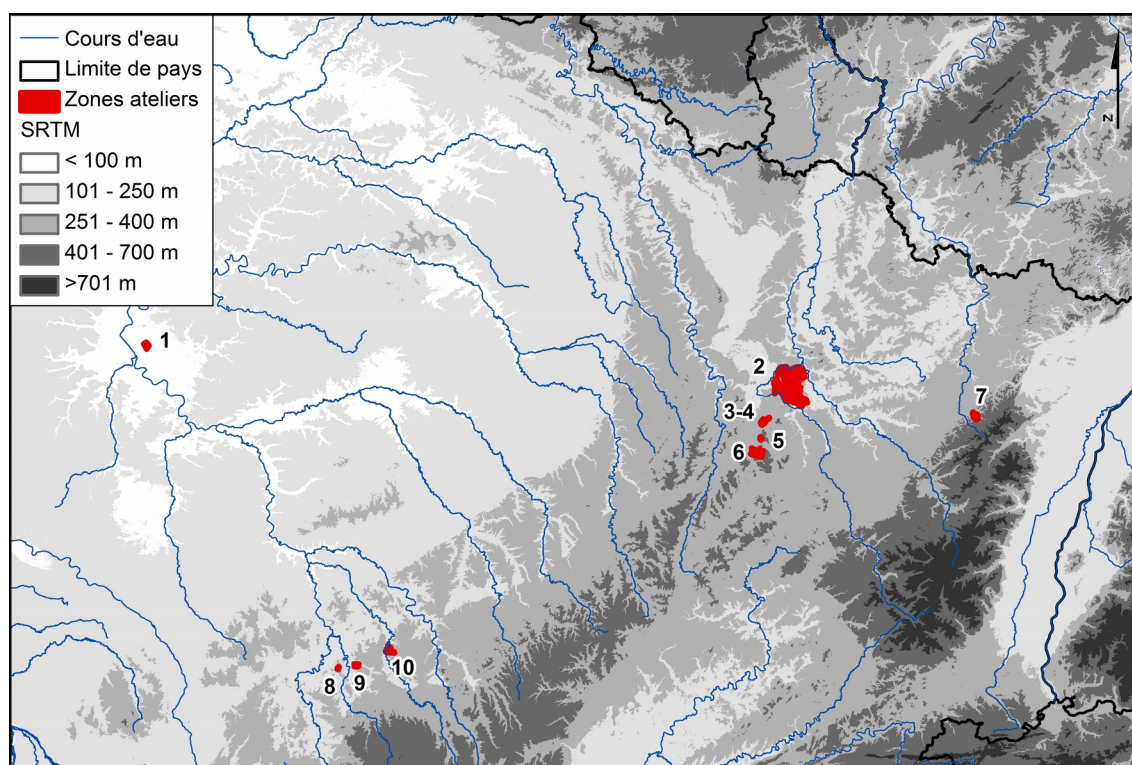 Cours d'eau
Limite de pays
Zones ateliers
SRTM
< 100 m
101 - 250 m
251 - 400 m
401 - 700 m
>701 m
N
1
2
3-4
5
6
7
8
9
10